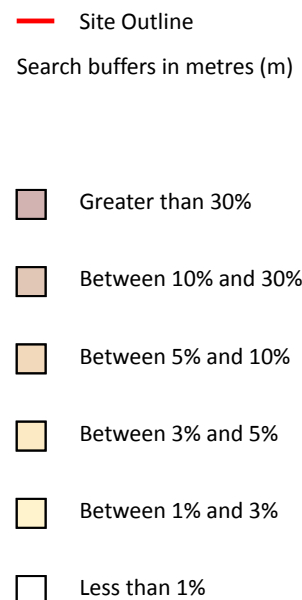 Site Outline
Search buffers in metres (m)
Greater than 30%
Between 10% and 30%
Between 5% and 10%
Between 3% and 5%
Between 1% and 3%
Less than 1%